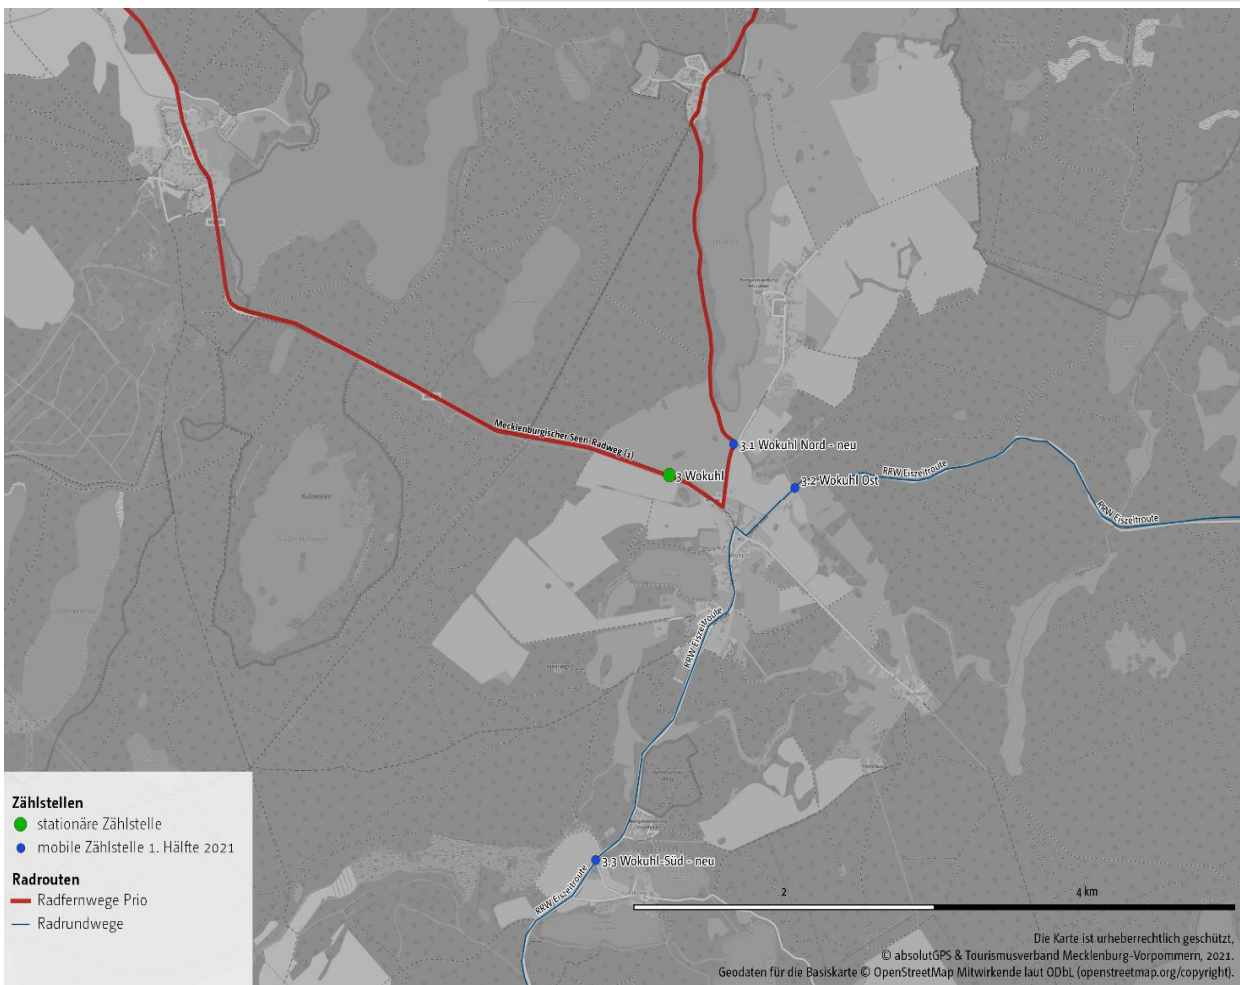 Mecklenburgischer Seen-Radweg (1)
3.1 Wokuhl Nord - neu
3 Wokuhl
3.2 Wokuhl Ost
RRW Eiszeitroute
RRW Eiszeitroute
RRW Eiszeitroute
3.3 Wokuhl-Süd - neu
RRW Eiszeitroute
Zählstellen
stationäre Zählstelle
mobile Zählstelle 1. Hälfte 2021
Radrouten
Radfernwege Prio
Radrundwege
2
4 km
Die Karte ist urheberrechtlich geschützt,
© absolutGPS & Tourismusverband Mecklenburg-Vorpommern, 2021.
Geodaten für die Basiskarte © OpenStreetMap Mitwirkende laut ODbL (openstreetmap.org/copyright).